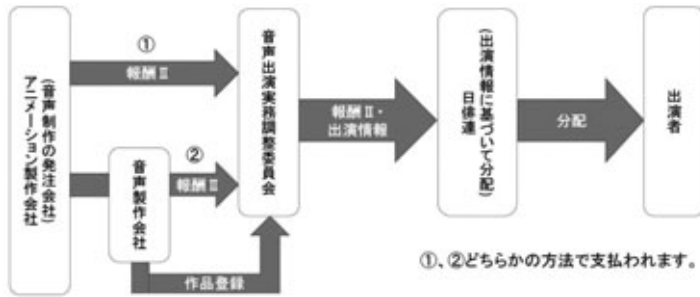 アニメーション製作会社
(音声制作の発注会社)
①
報酬Ⅱ
音声製作会社
②
報酬Ⅱ
作品登録
音声出演実務調整委員会
報酬Ⅱ・
出演情報
日俳連
(出演情報に基づいて分配)
分配
出演者
①、②どちらかの方法で支払われます。